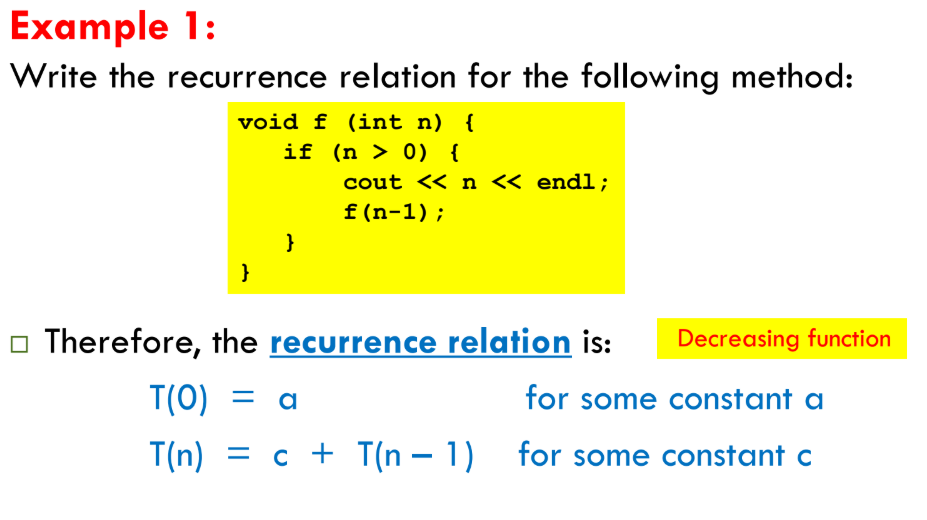 Example 1:
Write the recurrence relation for the following method:
void f (int n) {
if (n > 0) {
cout << n << endl;
f(n-1);
}
}
Therefore, the recurrence relation is:
Decreasing function
T(0) = a for some constant a
T(n) = c + T(n – 1) for some constant c